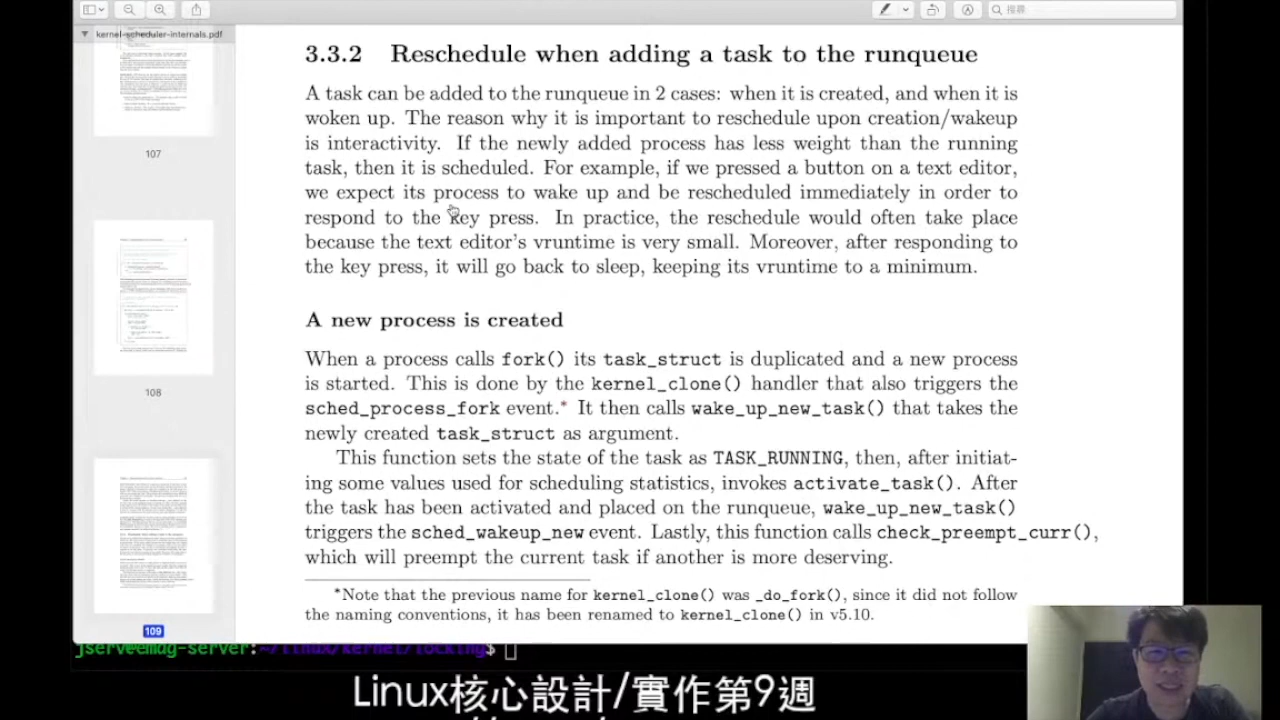 搜尋
kernel-scheduler-internals.pdf
107
108
109
3.3.2 Reschedule when adding a task to the runqueue
A task can be added to the runqueue in 2 cases: when it is created, and when it is
woken up. The reason why it is important to reschedule upon creation/wakeup
is interactivity. If the newly added process has less weight than the running
task, then it is scheduled. For example, if we pressed a button on a text editor,
we expect its process to wake up and be rescheduled immediately in order to
respond to the key press. In practice, the reschedule would often take place
because the text editor's vruntime is very small. Moreover, after responding to
the key press, it will go back to sleep, keeping its vruntime to a minimum.
A new process is created
When a process calls fork() its task_struct is duplicated and a new process
is started. This is done by the kernel_clone() handler that also triggers the
sched_process_fork event.* It then calls wake_up_new_task() that takes the
newly created task_struct as argument.
This function sets the state of the task as TASK_RUNNING, then, after initiat-
ing some values used for scheduling statistics, invokes activate_task(). After
the task has been activated and placed on the runqueue, wake_up_new_task()
triggers the sched_wakeup_new event. Lastly, this function calls check_preempt_curr(),
which will preempt the current task if another is more deserving.
*Note that the previous name for kernel_clone() was _do_fork(), since it did not follow
the naming conventions, it has been renamed to kernel_clone() in v5.10.
jserv@emag-server:~/linux/kernel/locking$
Linux核心設計/實作第9週